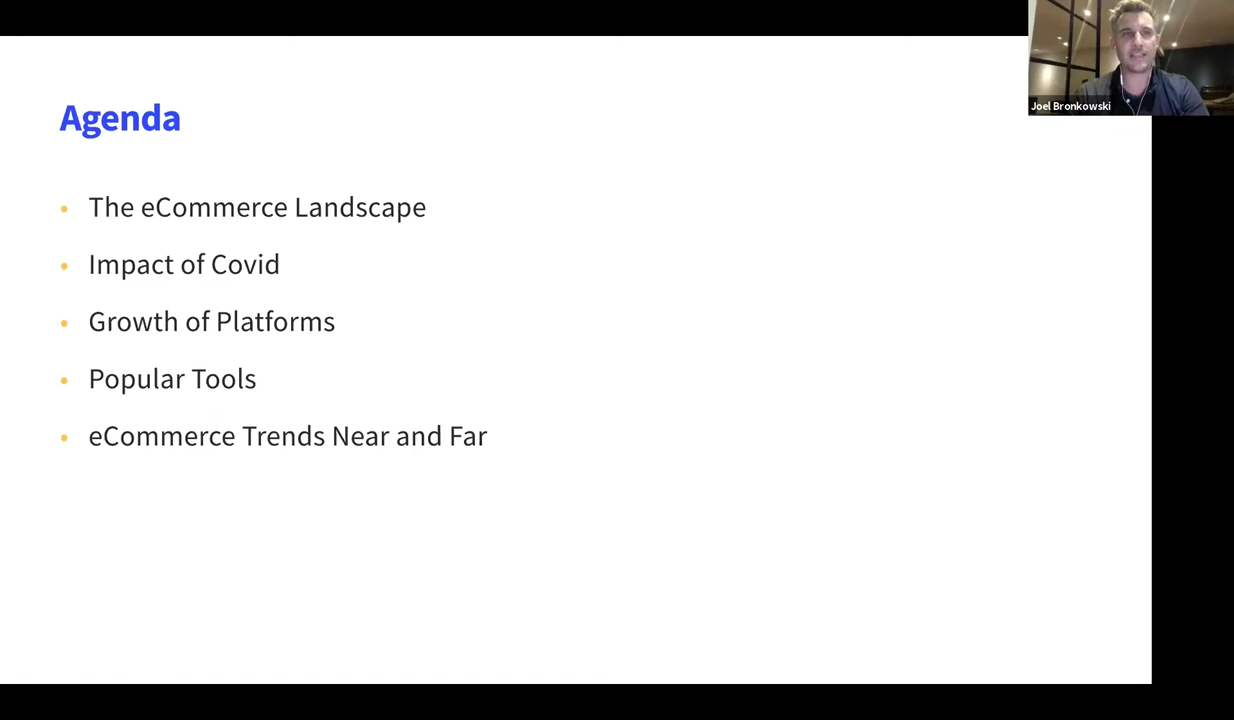 Joel Bronkowski
Agenda
• The eCommerce Landscape
• Impact of Covid
• Growth of Platforms
• Popular Tools
• eCommerce Trends Near and Far